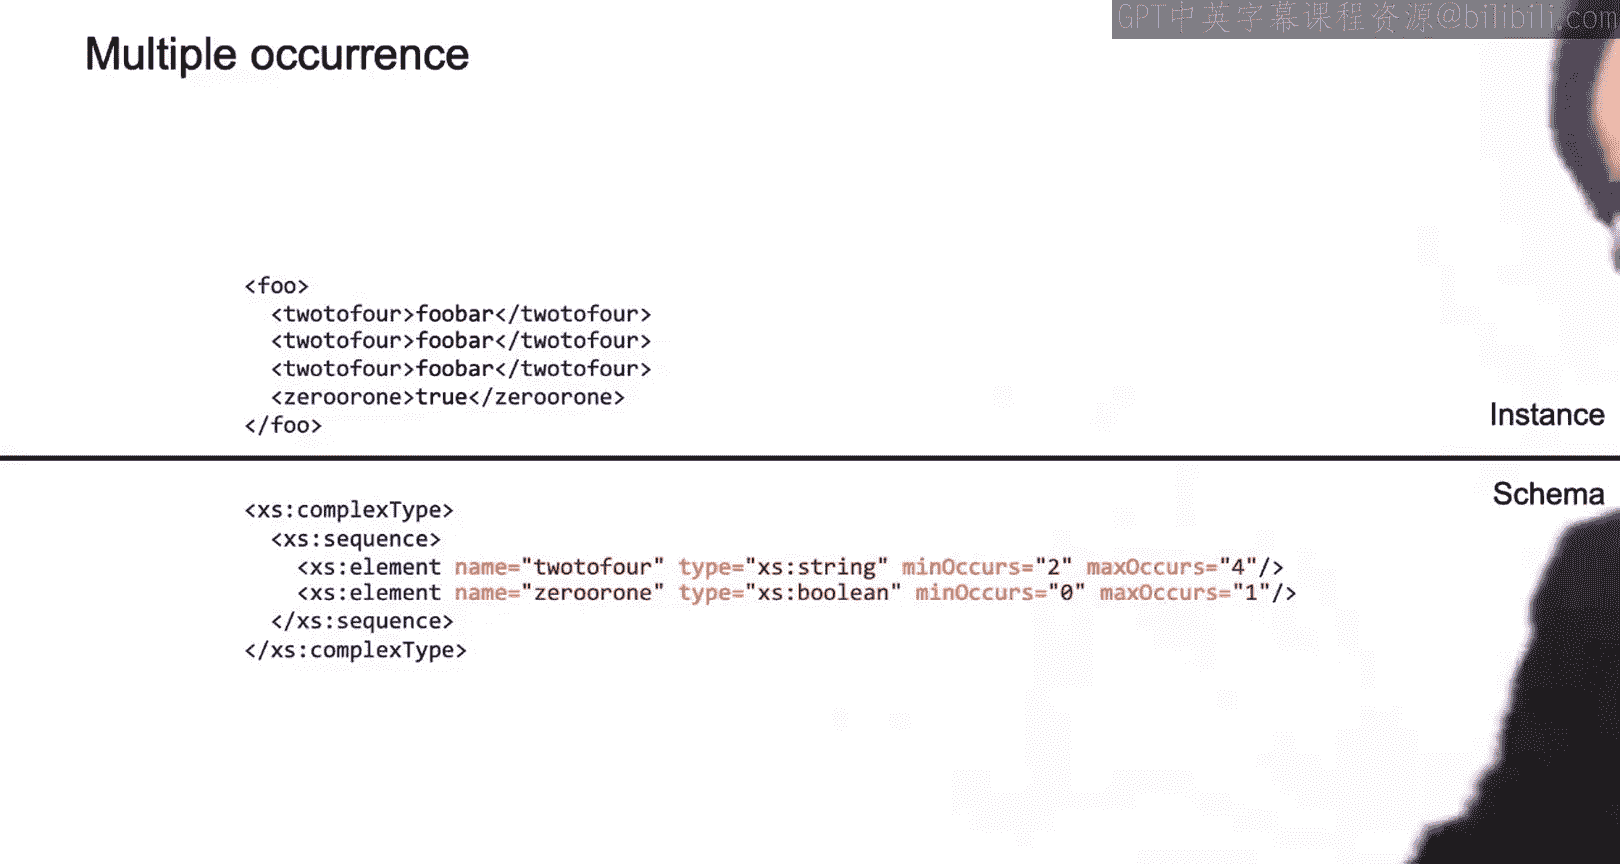 GPT中英字幕课程资源@bilibili.com
Multiple occurrence
<foo>
<twotofour>foobar</twotofour>
<twotofour>foobar</twotofour>
<twotofour>foobar</twotofour>
<zeroorone>true</zeroorone>
</foo>
Instance
Schema
<xs:complexType>
<xs:sequence>
<xs:element name="twotofour" type="xs:string" minOccurs="2" maxOccurs="4"/>
<xs:element name="zeroorone" type="xs:boolean" minOccurs="0" maxOccurs="1"/>
</xs:sequence>
</xs:complexType>